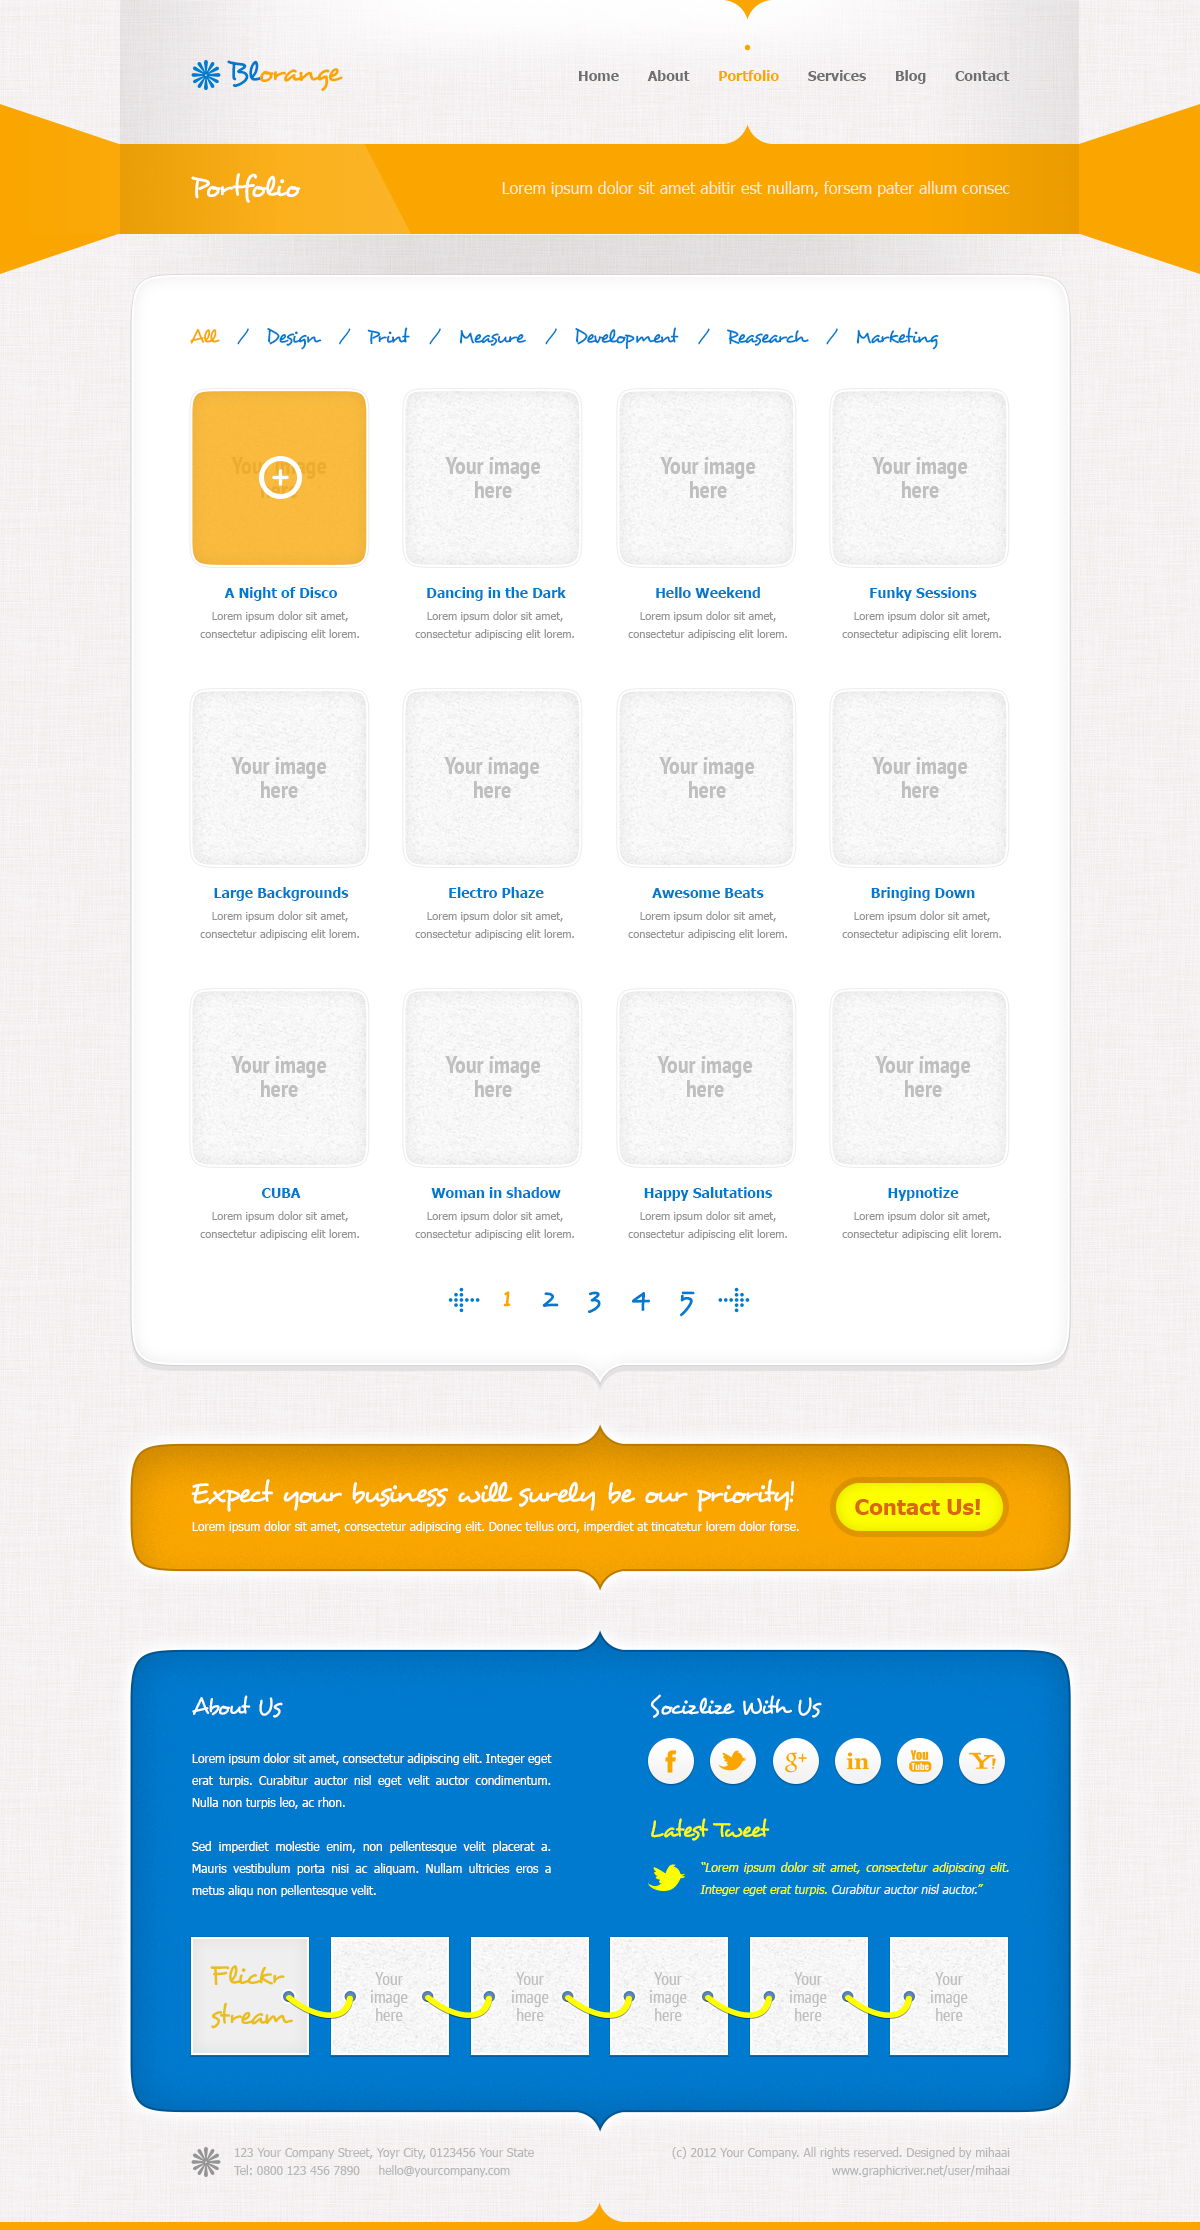 Blorange
Home About Portfolio Services Blog Contact
Portfolio
Lorem ipsum dolor sit amet abitir est nullam, forsem pater allum consec
All / Design / Print / Measure / Development / Reasearch / Marketing
Your image
here
Your image
here
Your image
here
Your image
here
A Night of Disco
Lorem ipsum dolor sit amet,
consectetur adipiscing elit lorem.
Dancing in the Dark
Lorem ipsum dolor sit amet,
consectetur adipiscing elit lorem.
Hello Weekend
Lorem ipsum dolor sit amet,
consectetur adipiscing elit lorem.
Funky Sessions
Lorem ipsum dolor sit amet,
consectetur adipiscing elit lorem.
Your image
here
Your image
here
Your image
here
Your image
here
Large Backgrounds
Lorem ipsum dolor sit amet,
consectetur adipiscing elit lorem.
Electro Phaze
Lorem ipsum dolor sit amet,
consectetur adipiscing elit lorem.
Awesome Beats
Lorem ipsum dolor sit amet,
consectetur adipiscing elit lorem.
Bringing Down
Lorem ipsum dolor sit amet,
consectetur adipiscing elit lorem.
Your image
here
Your image
here
Your image
here
Your image
here
CUBA
Lorem ipsum dolor sit amet,
consectetur adipiscing elit lorem.
Woman in shadow
Lorem ipsum dolor sit amet,
consectetur adipiscing elit lorem.
Happy Salutations
Lorem ipsum dolor sit amet,
consectetur adipiscing elit lorem.
Hypnotize
Lorem ipsum dolor sit amet,
consectetur adipiscing elit lorem.
1 2 3 4 5
Expect your business will surely be our priority!
Lorem ipsum dolor sit amet, consectetur adipiscing elit. Donec tellus orci, imperdiet at tincatetur lorem dolor forse.
Contact Us!
About Us
Lorem ipsum dolor sit amet, consectetur adipiscing elit. Integer eget
erat turpis. Curabitur auctor nisl eget velit auctor condimentum.
Nulla non turpis leo, ac rhon.
Sed imperdiet molestie enim, non pellentesque velit placerat a.
Mauris vestibulum porta nisi ac aliquam. Nullam ultricies eros a
metus aliqu non pellentesque velit.
Socizlize With Us
f g+ in You Tube Y!
Latest Tweet
"Lorem ipsum dolor sit amet, consectetur adipiscing elit.
Integer eget erat turpis. Curabitur auctor nisl auctor."
Flickr
stream
Your
image
here
Your
image
here
Your
image
here
Your
image
here
Your
image
here
123 Your Company Street, Yoyr City, 0123456 Your State
Tel: 0800 123 456 7890 hello@yourcompany.com
(c) 2012 Your Company. All rights reserved. Designed by mihaai
www.graphicriver.net/user/mihaai